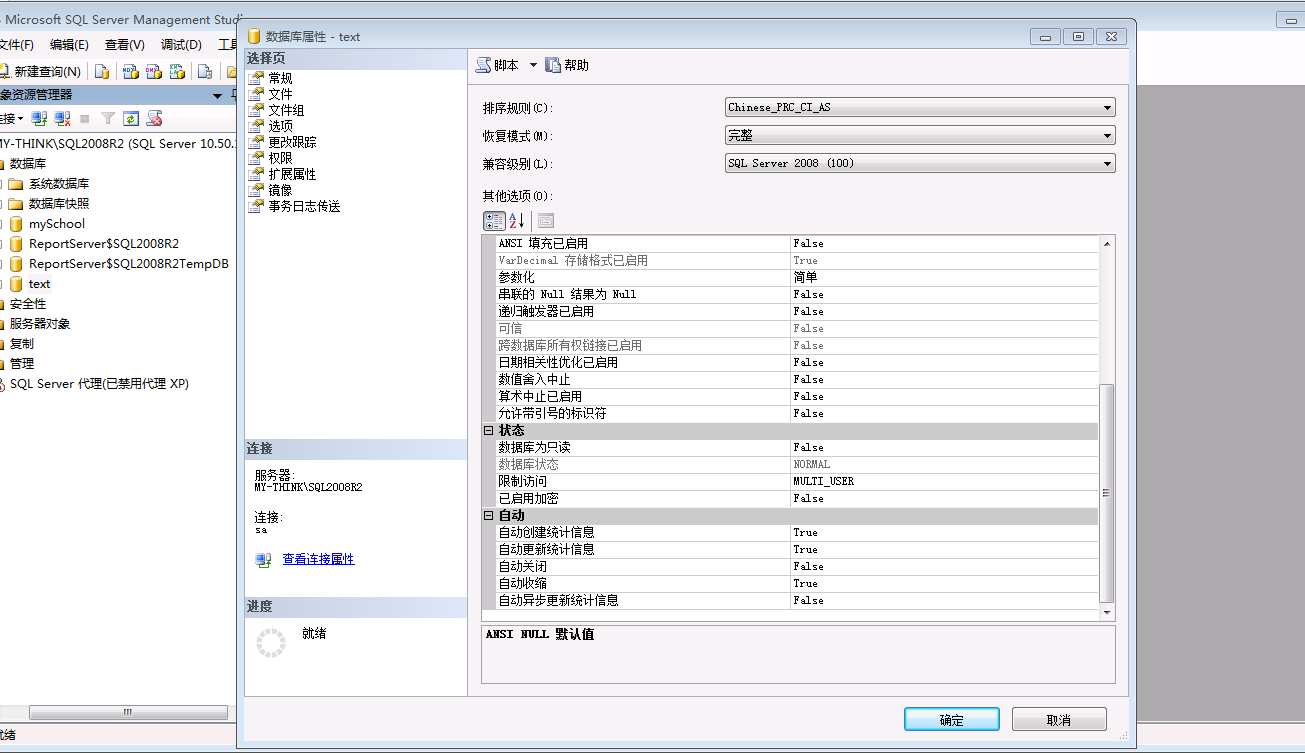 Microsoft SQL Server Management Studi
文件(F) 编辑(E) 查看(V) 调试(D) 工具
新建查询(N)
象资源管理器
连接
MY-THINK\SQL2008R2 (SQL Server 10.50.
数据库
系统数据库
数据库快照
mySchool
ReportServer$SQL2008R2
ReportServer$SQL2008R2TempDB
text
安全性
服务器对象
复制
管理
SQL Server 代理(已禁用代理 XP)
就绪
数据库属性 - text
选择页
常规
文件
文件组
选项
更改跟踪
权限
扩展属性
镜像
事务日志传送
连接
服务器:
MY-THINK\SQL2008R2
连接:
sa
查看连接属性
进度
就绪
脚本 帮助
排序规则(C): Chinese_PRC_CI_AS
恢复模式(M): 完整
兼容级别(L): SQL Server 2008 (100)
其他选项(O):
ANSI 填充已启用 False
VarDecimal 存储格式已启用 True
参数化 简单
串联的 Null 结果为 Null False
递归触发器已启用 False
可信 False
跨数据库所有权链接已启用 False
日期相关性优化已启用 False
数值舍入中止 False
算术中止已启用 False
允许带引号的标识符 False
状态
数据库为只读 False
数据库状态 NORMAL
限制访问 MULTI_USER
已启用加密 False
自动
自动创建统计信息 True
自动更新统计信息 True
自动关闭 False
自动收缩 True
自动异步更新统计信息 False
ANSI NULL 默认值
确定 取消